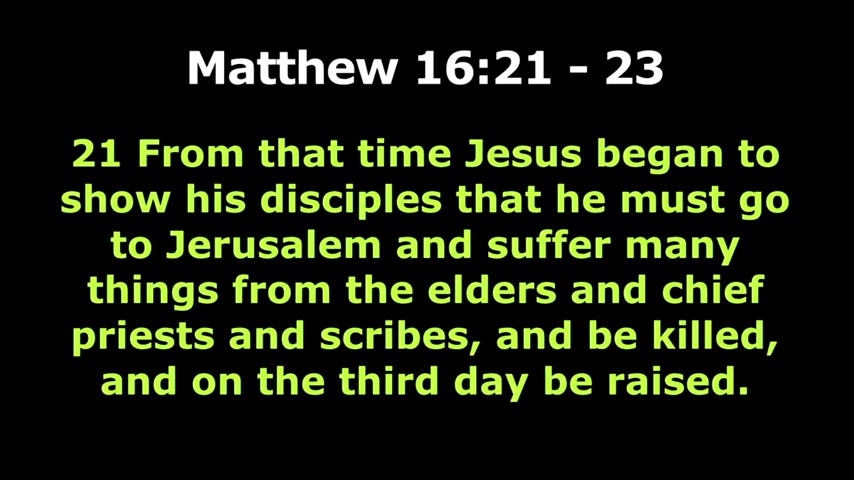 Matthew 16:21 - 23
21 From that time Jesus began to
show his disciples that he must go
to Jerusalem and suffer many
things from the elders and chief
priests and scribes, and be killed,
and on the third day be raised.